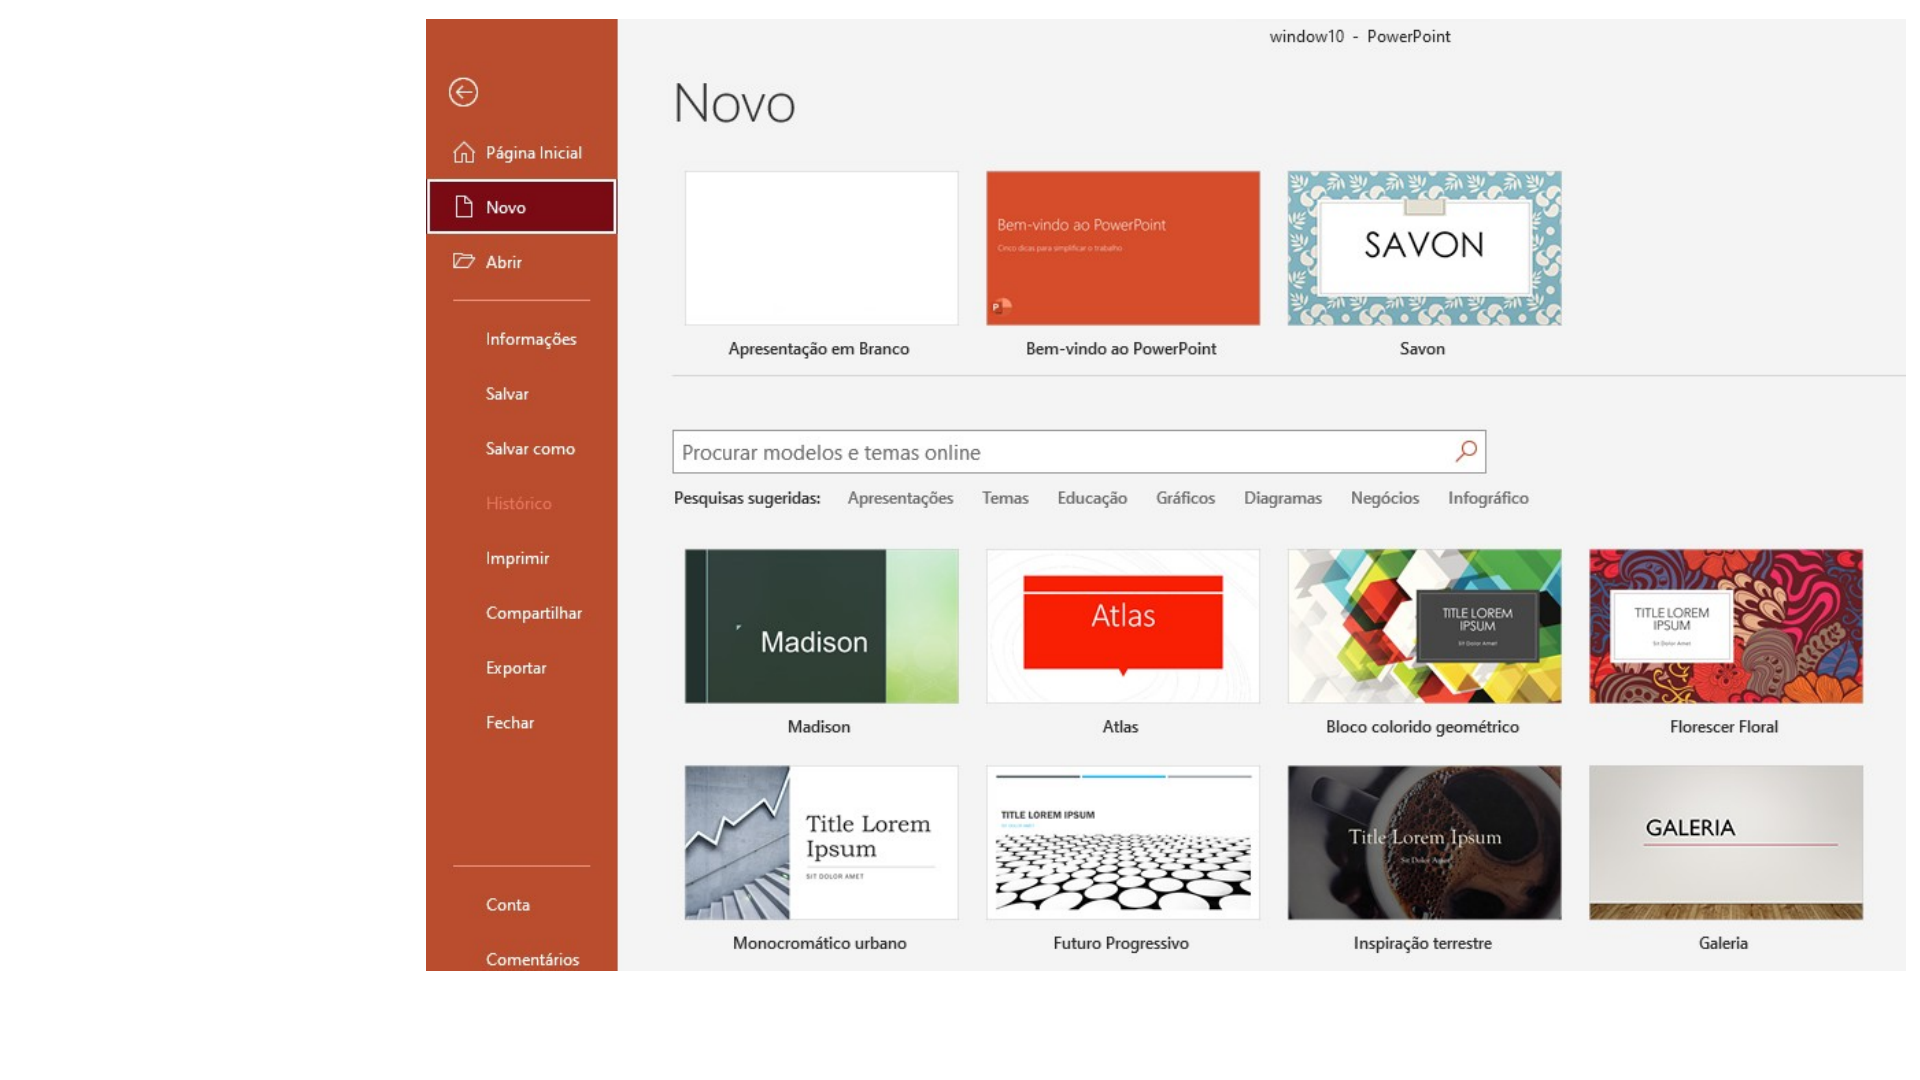 window10 - PowerPoint
Novo
Página Inicial
Novo
Abrir
Informações
Salvar
Salvar como
Histórico
Imprimir
Compartilhar
Exportar
Fechar
Conta
Comentários
Bem-vindo ao PowerPoint
Cinco dicas para simplificar o trabalho
P
SAVON
Apresentação em Branco
Bem-vindo ao PowerPoint
Savon
Procurar modelos e temas online
Pesquisas sugeridas: Apresentações Temas Educação Gráficos Diagramas Negócios Infográfico
Madison
Atlas
TITLE LOREM
IPSUM
Sit Dolor Amet
TITLE LOREM
IPSUM
Sit Dolor Amet
Madison
Atlas
Bloco colorido geométrico
Florescer Floral
Title Lorem
Ipsum
SIT DOLOR AMET
TITLE LOREM IPSUM
SIT DOLOR AMET
Title Lorem Ipsum
Sit Dolor Amet
GALERIA
Monocromático urbano
Futuro Progressivo
Inspiração terrestre
Galeria